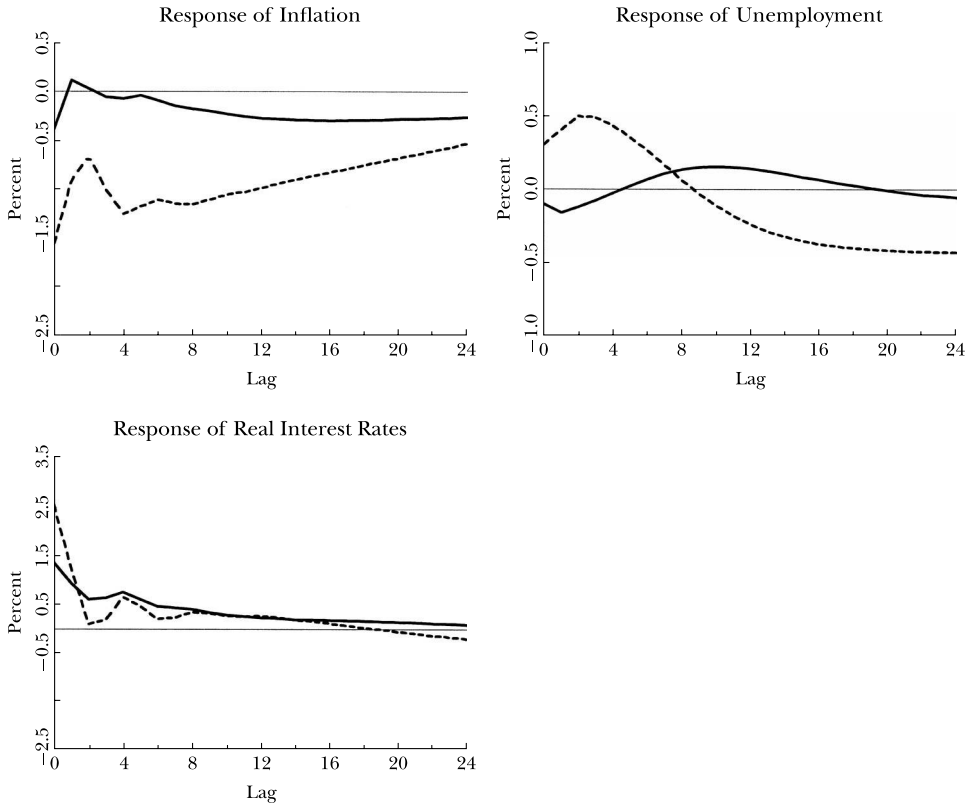 Response of Inflation
0.5
0.0
−0.5
Percent
−1.5
−2.5
0 4 8 12 16 20 24
Lag
Response of Unemployment
1.0
0.5
0.0
Percent
−0.5
−1.0
0 4 8 12 16 20 24
Lag
Response of Real Interest Rates
3.5
2.5
1.5
0.5
Percent
−0.5
−2.5
0 4 8 12 16 20 24
Lag